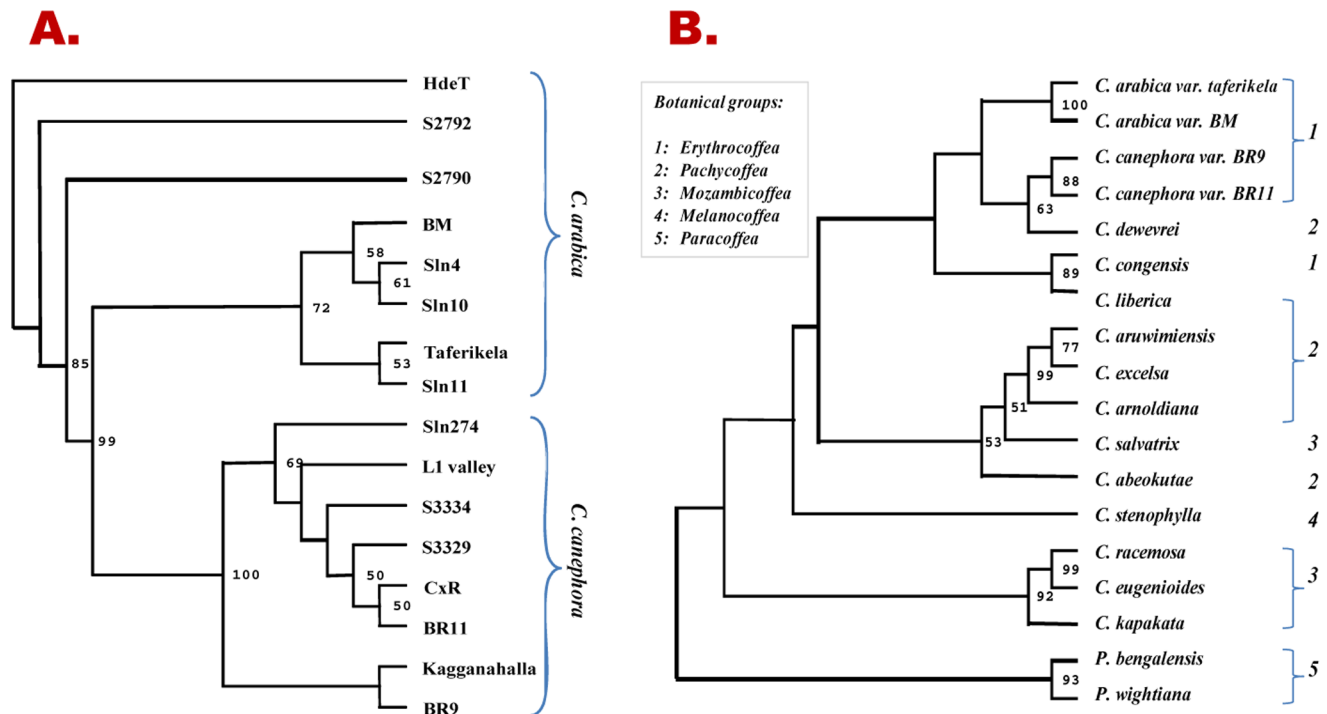 A.
HdeT
S2792
S2790
BM
58
Sln4
61
Sln10
72
Taferikela
53
85
Sln11
99
Sln274
69
L1 valley
S3334
S3329
50
CxR
50
BR11
100
Kagganahalla
BR9
C. arabica
C. canephora
B.
Botanical groups:
1: Erythrocoffea
2: Pachycoffea
3: Mozambicoffea
4: Melanocoffea
5: Paracoffea
C. arabica var. taferikela
100
C. arabica var. BM
1
C. canephora var. BR9
88
C. canephora var. BR11
63
C. dewevrei 2
C. congensis 1
89
C. liberica
C. aruwimiensis
77
2
C. excelsa
99
C. arnoldiana
51
C. salvatrix 3
53
C. abeokutae 2
C. stenophylla 4
C. racemosa
99
3
C. eugenioides
92
C. kapakata
P. bengalensis
93
5
P. wightiana